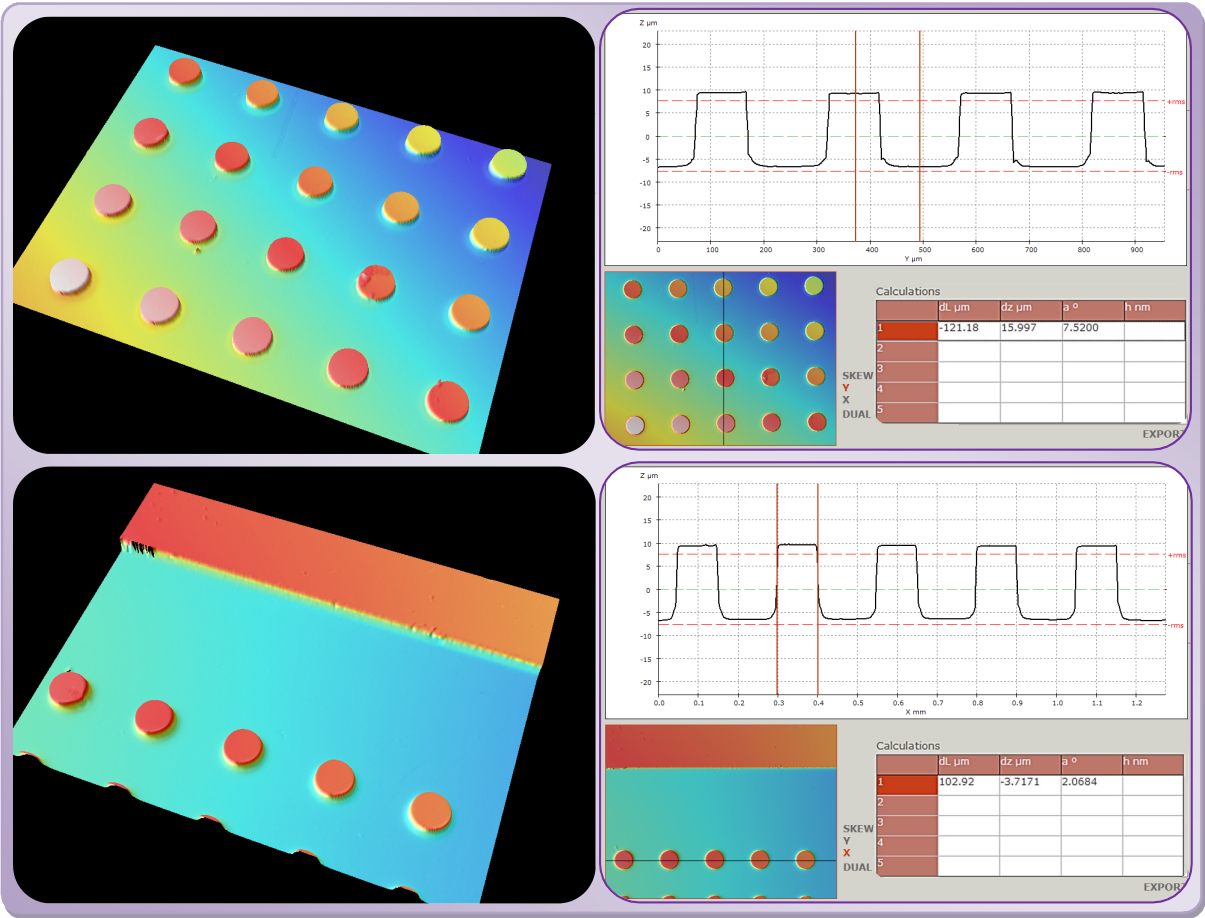 Z µm
20
15
10
5
0
-5
-10
-15
-20
+rms
-rms
0 100 200 300 400 500 600 700 800 900
Y µm
Calculations
dL µm dz µm a º h nm
1 -121.18 15.997 7.5200
2
3
4
5
SKEW
Y
X
DUAL
EXPORT
Z µm
20
15
10
5
0
-5
-10
-15
-20
+rms
-rms
0.0 0.1 0.2 0.3 0.4 0.5 0.6 0.7 0.8 0.9 1.0 1.1 1.2
X mm
Calculations
dL µm dz µm a º h nm
1 102.92 -3.7171 2.0684
2
3
4
5
SKEW
Y
X
DUAL
EXPORT